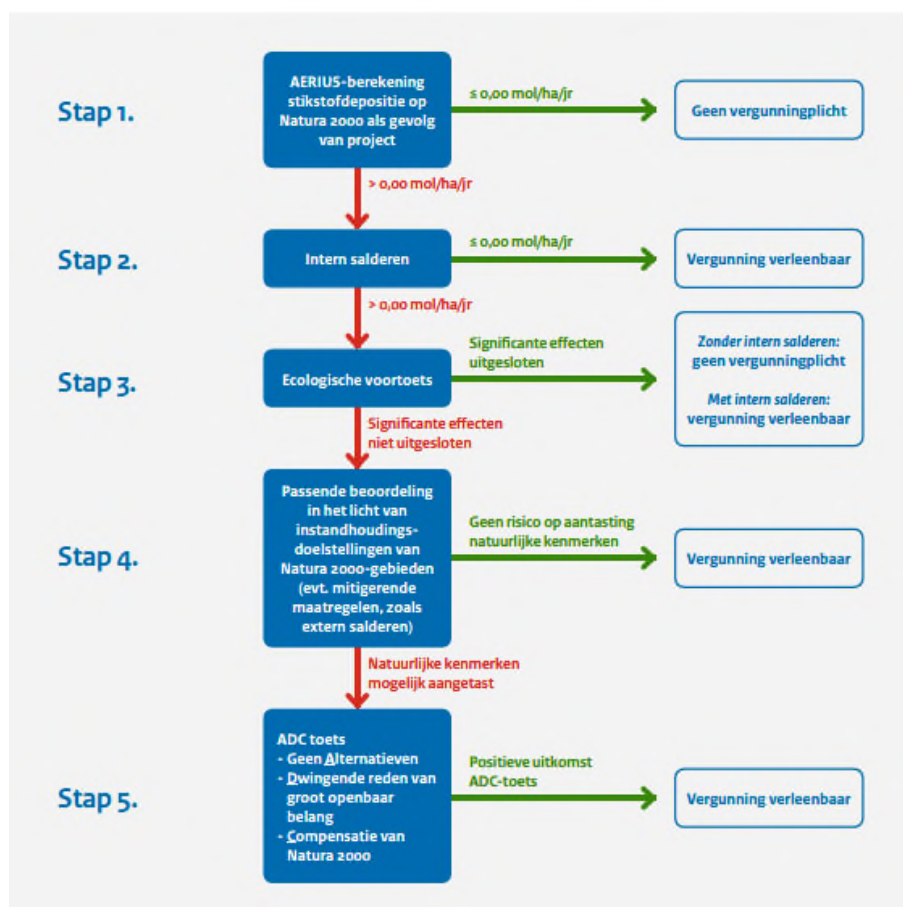 Stap 1.
AERIUS-berekening
stikstofdepositie op
Natura 2000 als gevolg
van project
≤ 0,00 mol/ha/jr
Geen vergunningplicht
> 0,00 mol/ha/jr
Stap 2.
Intern salderen
≤ 0,00 mol/ha/jr
Vergunning verleenbaar
> 0,00 mol/ha/jr
Stap 3.
Ecologische voortoets
Significante effecten
uitgesloten
Zonder intern salderen:
geen vergunningplicht
Met intern salderen:
vergunning verleenbaar
Significante effecten
niet uitgesloten
Stap 4.
Passende beoordeling
in het licht van
instandhoudings-
doelstellingen van
Natura 2000-gebieden
(evt. mitigerende
maatregelen, zoals
extern salderen)
Geen risico op aantasting
natuurlijke kenmerken
Vergunning verleenbaar
Natuurlijke kenmerken
mogelijk aangetast
Stap 5.
ADC toets
- Geen Alternatieven
- Dwingende reden van
groot openbaar
belang
- Compensatie van
Natura 2000
Positieve uitkomst
ADC-toets
Vergunning verleenbaar